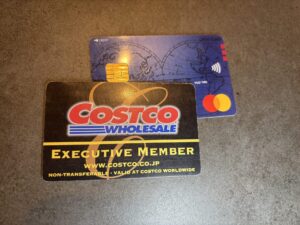 COSTCO
WHOLESALE
EXECUTIVE MEMBER
WWW.COSTCO.CO.JP
NON-TRANSFERABLE • VALID AT COSTCO WORLDWIDE